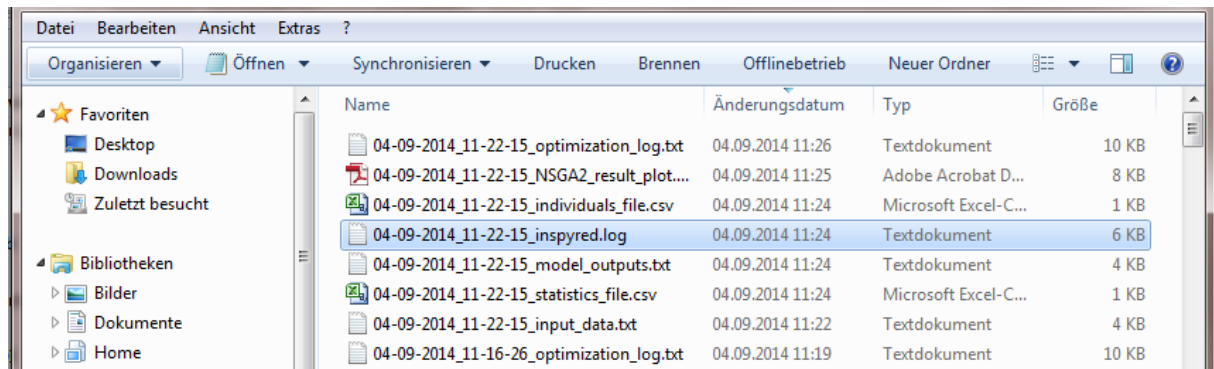 Datei Bearbeiten Ansicht Extras ?
Organisieren Öffnen Synchronisieren Drucken Brennen Offlinebetrieb Neuer Ordner
Favoriten
Desktop
Downloads
Zuletzt besucht
Bibliotheken
Bilder
Dokumente
Home
Name Änderungsdatum Typ Größe
04-09-2014_11-22-15_optimization_log.txt 04.09.2014 11:26 Textdokument 10 KB
04-09-2014_11-22-15_NSGA2_result_plot.... 04.09.2014 11:25 Adobe Acrobat D... 8 KB
04-09-2014_11-22-15_individuals_file.csv 04.09.2014 11:24 Microsoft Excel-C... 1 KB
04-09-2014_11-22-15_inspyred.log 04.09.2014 11:24 Textdokument 6 KB
04-09-2014_11-22-15_model_outputs.txt 04.09.2014 11:24 Textdokument 4 KB
04-09-2014_11-22-15_statistics_file.csv 04.09.2014 11:24 Microsoft Excel-C... 1 KB
04-09-2014_11-22-15_input_data.txt 04.09.2014 11:22 Textdokument 4 KB
04-09-2014_11-16-26_optimization_log.txt 04.09.2014 11:19 Textdokument 10 KB